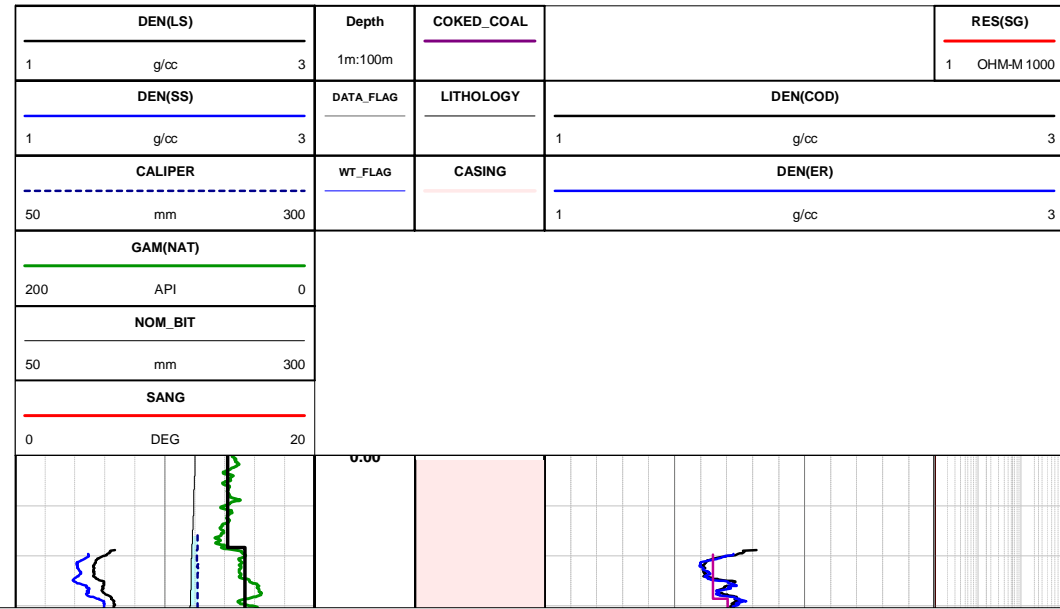 DEN(LS)
1 g/cc 3
Depth
1m:100m
COKED_COAL
RES(SG)
1 OHM-M 1000
DEN(SS)
1 g/cc 3
DATA_FLAG
LITHOLOGY
DEN(COD)
1 g/cc 3
CALIPER
50 mm 300
WT_FLAG
CASING
DEN(ER)
1 g/cc 3
GAM(NAT)
200 API 0
NOM_BIT
50 mm 300
SANG
0 DEG 20
0.00